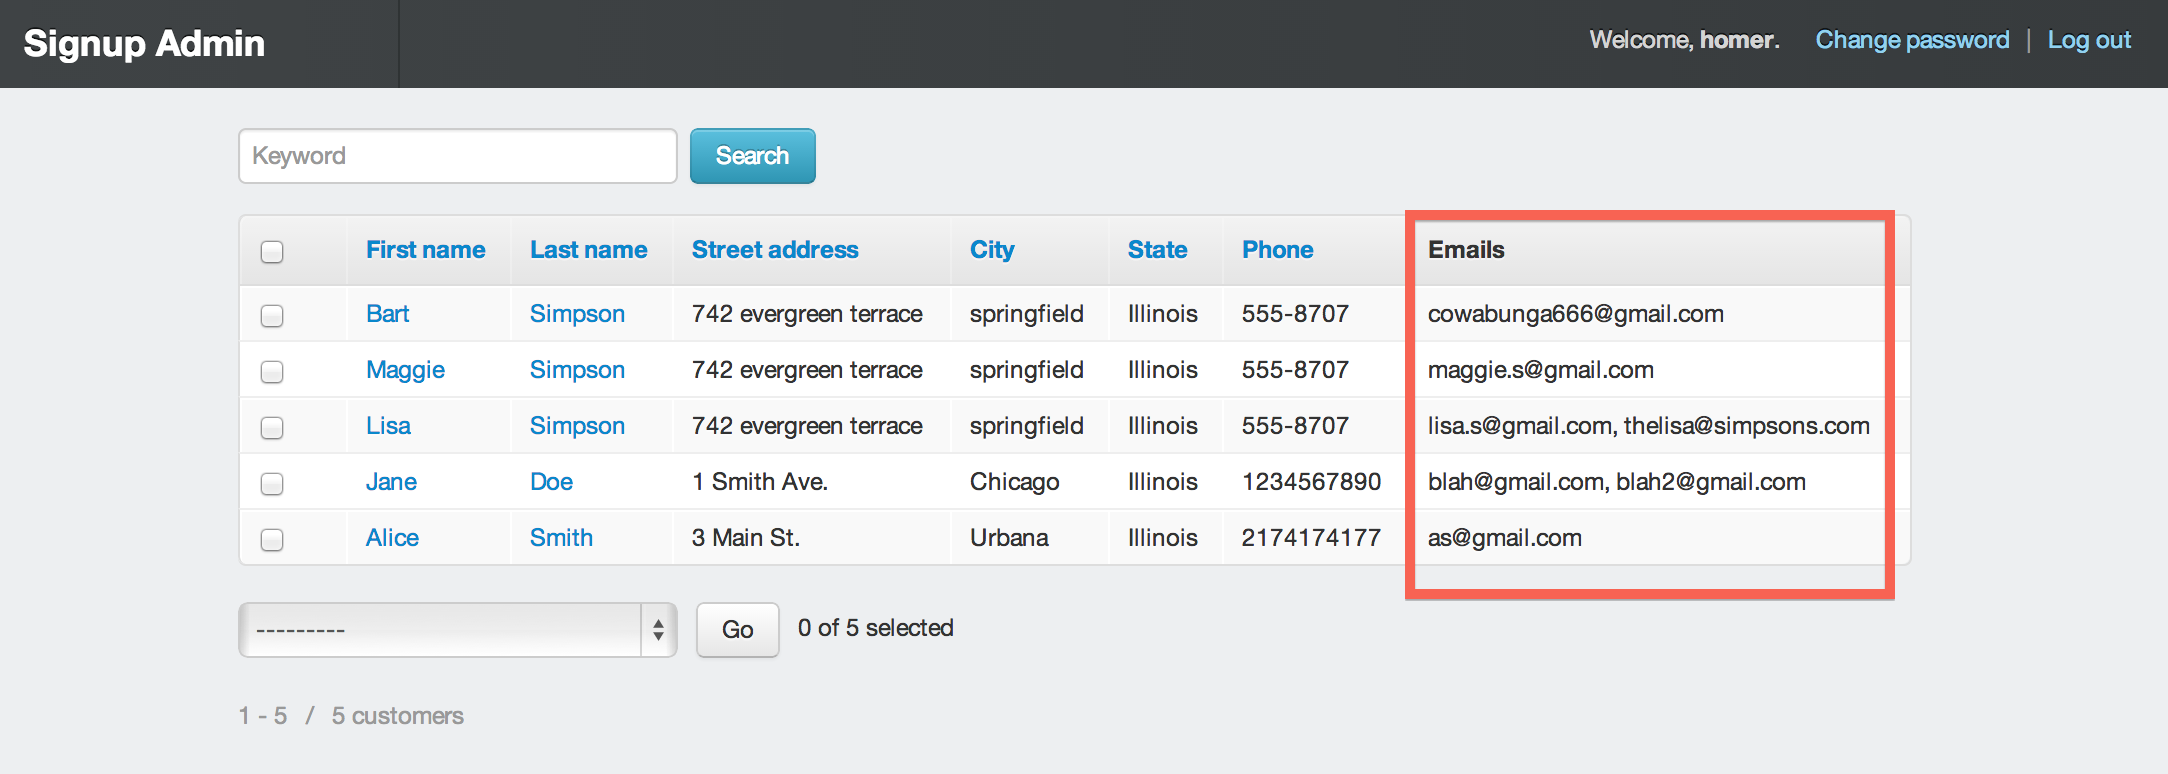 Signup Admin Welcome, homer. Change password | Log out
Keyword Search
First name Last name Street address City State Phone Emails
Bart Simpson 742 evergreen terrace springfield Illinois 555-8707 cowabunga666@gmail.com
Maggie Simpson 742 evergreen terrace springfield Illinois 555-8707 maggie.s@gmail.com
Lisa Simpson 742 evergreen terrace springfield Illinois 555-8707 lisa.s@gmail.com, thelisa@simpsons.com
Jane Doe 1 Smith Ave. Chicago Illinois 1234567890 blah@gmail.com, blah2@gmail.com
Alice Smith 3 Main St. Urbana Illinois 2174174177 as@gmail.com
--------- Go 0 of 5 selected
1 - 5 / 5 customers